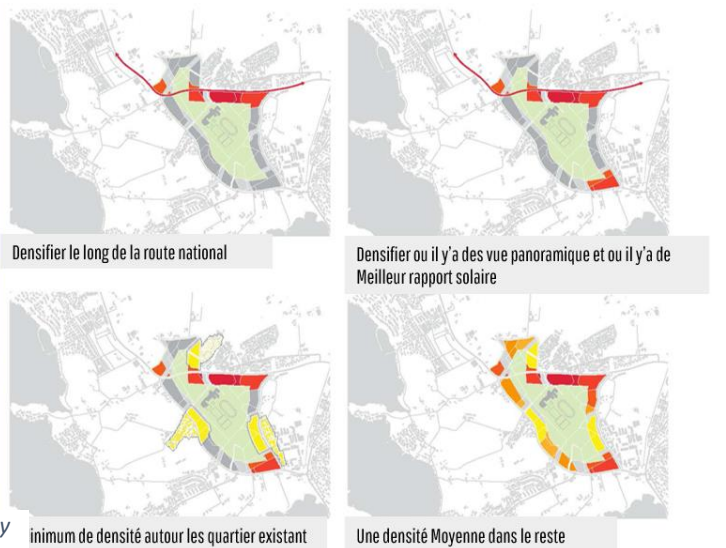 Densifier le long de la route national
Densifier ou il y'a des vue panoramique et ou il y'a de
Meilleur rapport solaire
y
inimum de densité autour les quartier existant
Une densité Moyenne dans le reste